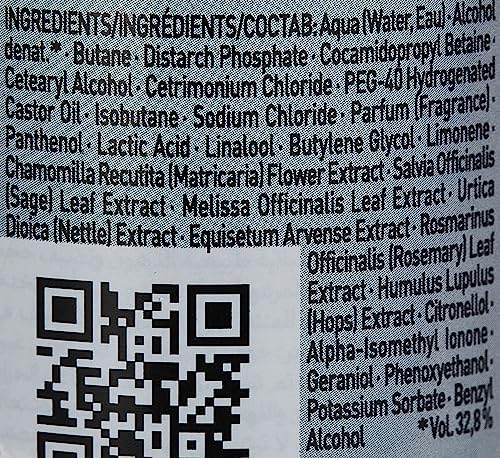 INGREDIENTS/INGRÉDIENTS/СОСТАВ: Aqua (Water, Eau) · Alcohol
denat.* · Butane · Distarch Phosphate · Cocamidopropyl Betaine ·
Cetearyl Alcohol · Cetrimonium Chloride · PEG-40 Hydrogenated
Castor Oil · Isobutane · Sodium Chloride · Parfum (Fragrance) ·
Panthenol · Lactic Acid · Linalool · Butylene Glycol · Limonene ·
Chamomilla Recutita (Matricaria) Flower Extract · Salvia Officinalis
(Sage) Leaf Extract · Melissa Officinalis Leaf Extract · Urtica
Dioica (Nettle) Extract · Equisetum Arvense Extract · Rosmarinus
Officinalis (Rosemary) Leaf
Extract · Humulus Lupulus
(Hops) Extract · Citronellol ·
Alpha-Isomethyl Ionone ·
Geraniol · Phenoxyethanol ·
Potassium Sorbate · Benzyl
Alcohol *Vol. 32,8%